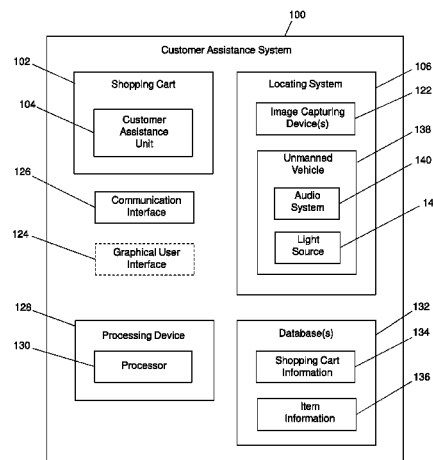 100
Customer Assistance System
102
Shopping Cart
104
Customer
Assistance
Unit
126
Communication
Interface
124
Graphical User
Interface
128
Processing Device
130
Processor
Locating System
106
Image Capturing
Device(s)
122
138
Unmanned
Vehicle
140
Audio
System
14
Light
Source
Database(s)
132
Shopping Cart
Information
134
Item
Information
136